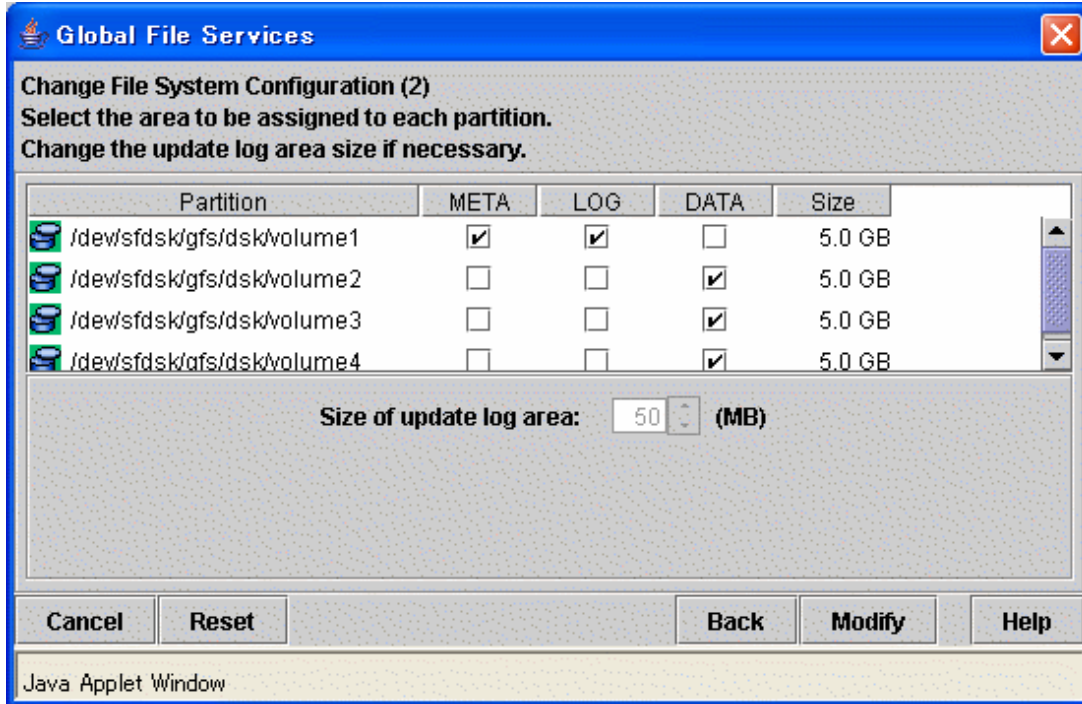 Global File Services
Change File System Configuration (2)
Select the area to be assigned to each partition.
Change the update log area size if necessary.
Partition META LOG DATA Size
/dev/sfdsk/gfs/dsk/volume1 5.0 GB
/dev/sfdsk/gfs/dsk/volume2 5.0 GB
/dev/sfdsk/gfs/dsk/volume3 5.0 GB
/dev/sfdsk/gfs/dsk/volume4 5.0 GB
Size of update log area: 50 (MB)
Cancel Reset Back Modify Help
Java Applet Window